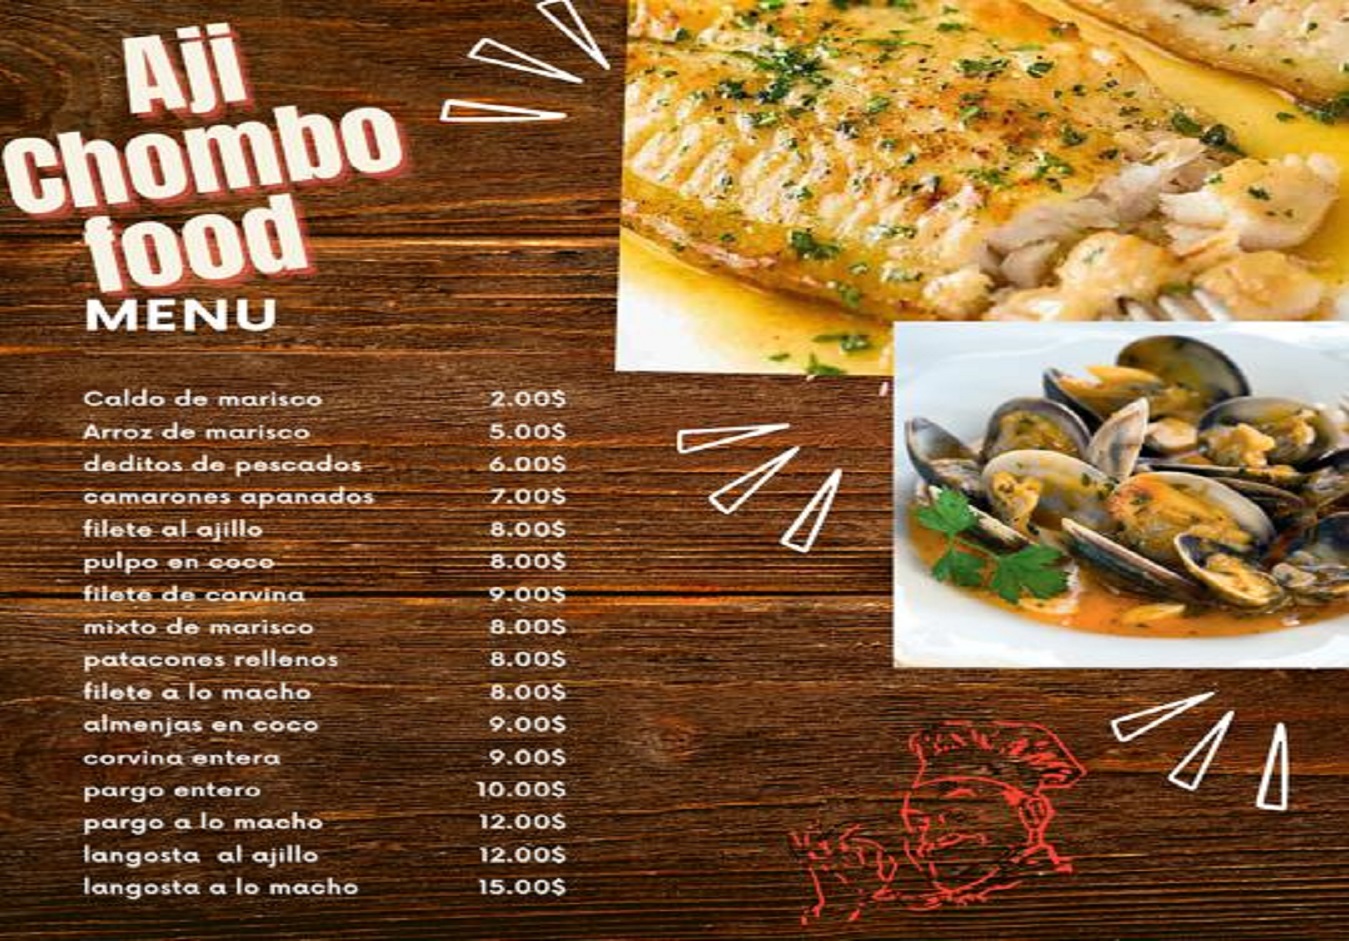 Aji
Chombo
food
MENU
Caldo de marisco 2.00$
Arroz de marisco 5.00$
deditos de pescados 6.00$
camarones apanados 7.00$
filete al ajillo 8.00$
pulpo en coco 8.00$
filete de corvina 9.00$
mixto de marisco 8.00$
patacones rellenos 8.00$
filete a lo macho 8.00$
almenjas en coco 9.00$
corvina entera 9.00$
pargo entero 10.00$
pargo a lo macho 12.00$
langosta al ajillo 12.00$
langosta a lo macho 15.00$